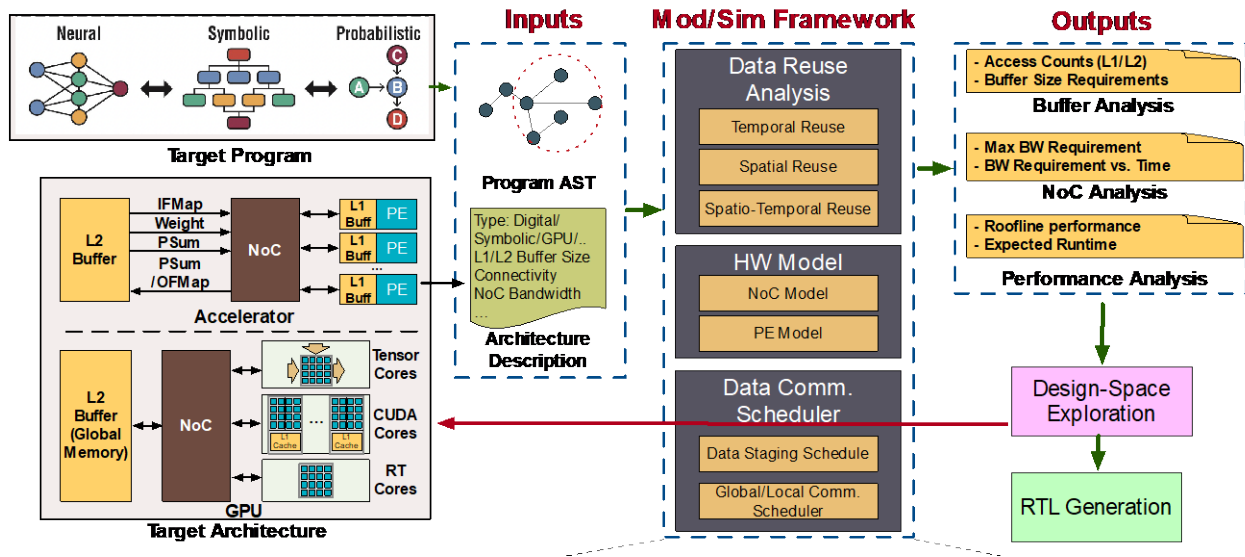 Inputs
Mod/Sim Framework
Outputs
Neural
Symbolic
Probabilistic
C
A
B
D
Target Program
Program AST
Type: Digital/
Symbolic/GPU/..
L1/L2 Buffer Size
Connectivity
NoC Bandwidth
...
Architecture
Description
L2
Buffer
IFMap
Weight
PSum
PSum
/OFMap
NoC
L1
Buff
PE
L1
Buff
PE
...
L1
Buff
PE
Accelerator
L2
Buffer
(Global
Memory)
NoC
Tensor
Cores
...
L1
Cache
L1
Cache
CUDA
Cores
RT
Cores
GPU
Target Architecture
Data Reuse
Analysis
Temporal Reuse
Spatial Reuse
Spatio-Temporal Reuse
HW Model
NoC Model
PE Model
Data Comm.
Scheduler
Data Staging Schedule
Global/Local Comm.
Scheduler
- Access Counts (L1/L2)
- Buffer Size Requirements
Buffer Analysis
- Max BW Requirement
- BW Requirement vs. Time
NoC Analysis
- Roofline performance
- Expected Runtime
Performance Analysis
Design-Space
Exploration
RTL Generation